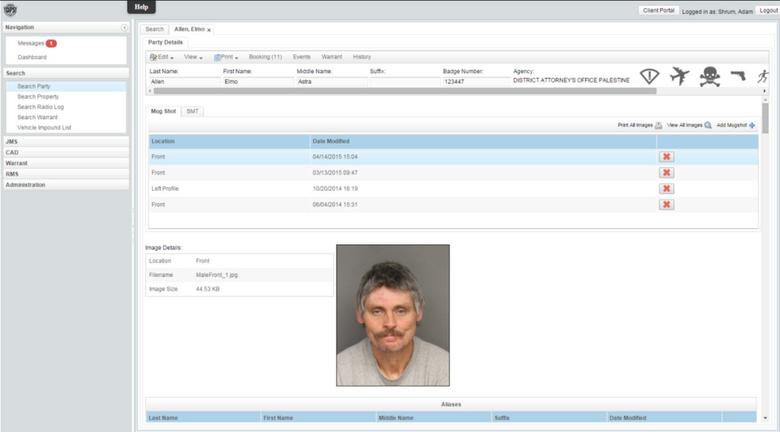 DPS
Help
Client Portal Logged in as: Shrum, Adam Logout
Navigation
Messages 1
Dashboard
Search
Search Party
Search Property
Search Radio Log
Search Warrant
Vehicle Impound List
JMS
CAD
Warrant
RMS
Administration
Search Allen, Elmo x
Party Details
Edit View Print Booking (11) Events Warrant History
Last Name: First Name: Middle Name: Suffix: Badge Number: Agency:
Allen Elmo Astra 123447 DISTRICT ATTORNEY'S OFFICE PALESTINE
Mug Shot SMT
Print All Images View All Images Add Mugshot
Location Date Modified
Front 04/14/2015 15:04
Front 03/13/2015 09:47
Left Profile 10/20/2014 16:19
Front 06/04/2014 15:31
Image Details:
Location Front
Filename MaleFront_1.jpg
Image Size 44.53 KB
Aliases
Last Name First Name Middle Name Suffix Date Modified